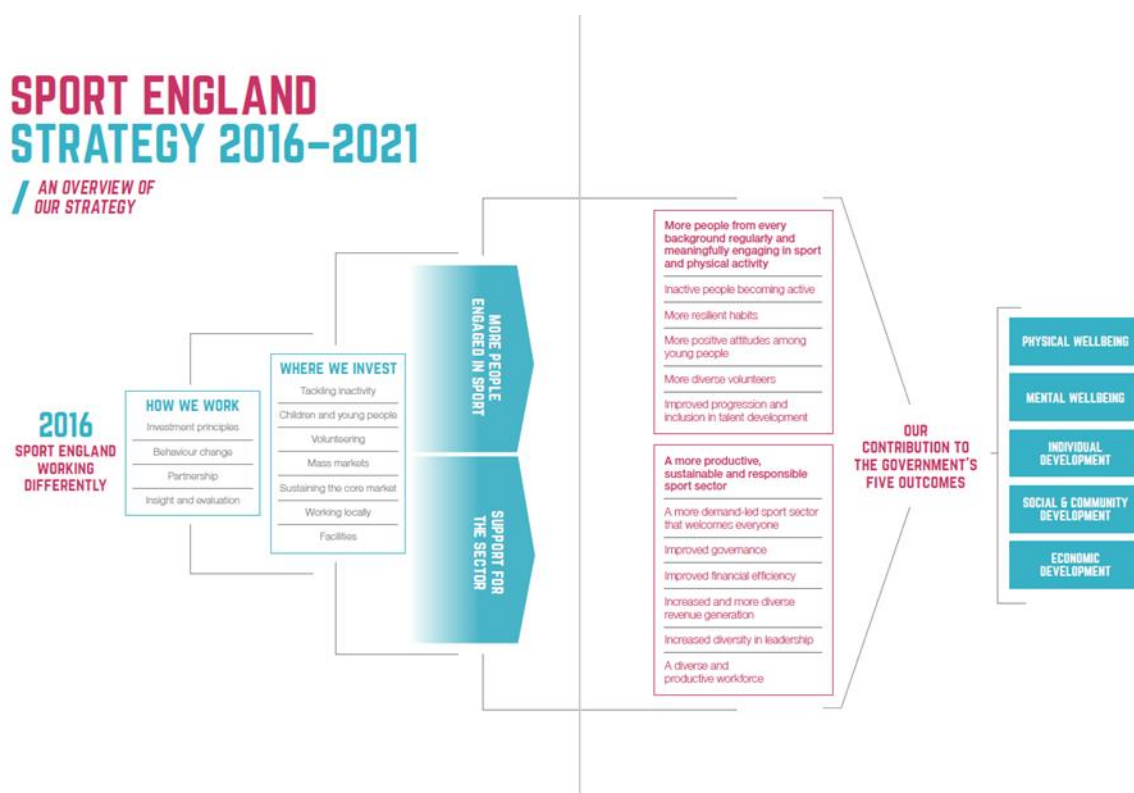 SPORT ENGLAND
STRATEGY 2016–2021
/ AN OVERVIEW OF
OUR STRATEGY
2016
SPORT ENGLAND
WORKING
DIFFERENTLY
HOW WE WORK
Investment principles
Behaviour change
Partnership
Insight and evaluation
WHERE WE INVEST
Tackling inactivity
Children and young people
Volunteering
Mass markets
Sustaining the core market
Working locally
Facilities
MORE PEOPLE
ENGAGED IN SPORT
SUPPORT FOR
THE SECTOR
More people from every
background regularly and
meaningfully engaging in sport
and physical activity
Inactive people becoming active
More resilient habits
More positive attitudes among
young people
More diverse volunteers
Improved progression and
inclusion in talent development
A more productive,
sustainable and responsible
sport sector
A more demand-led sport sector
that welcomes everyone
Improved governance
Improved financial efficiency
Increased and more diverse
revenue generation
Increased diversity in leadership
A diverse and
productive workforce
OUR
CONTRIBUTION TO
THE GOVERNMENT'S
FIVE OUTCOMES
PHYSICAL WELLBEING
MENTAL WELLBEING
INDIVIDUAL
DEVELOPMENT
SOCIAL & COMMUNITY
DEVELOPMENT
ECONOMIC
DEVELOPMENT